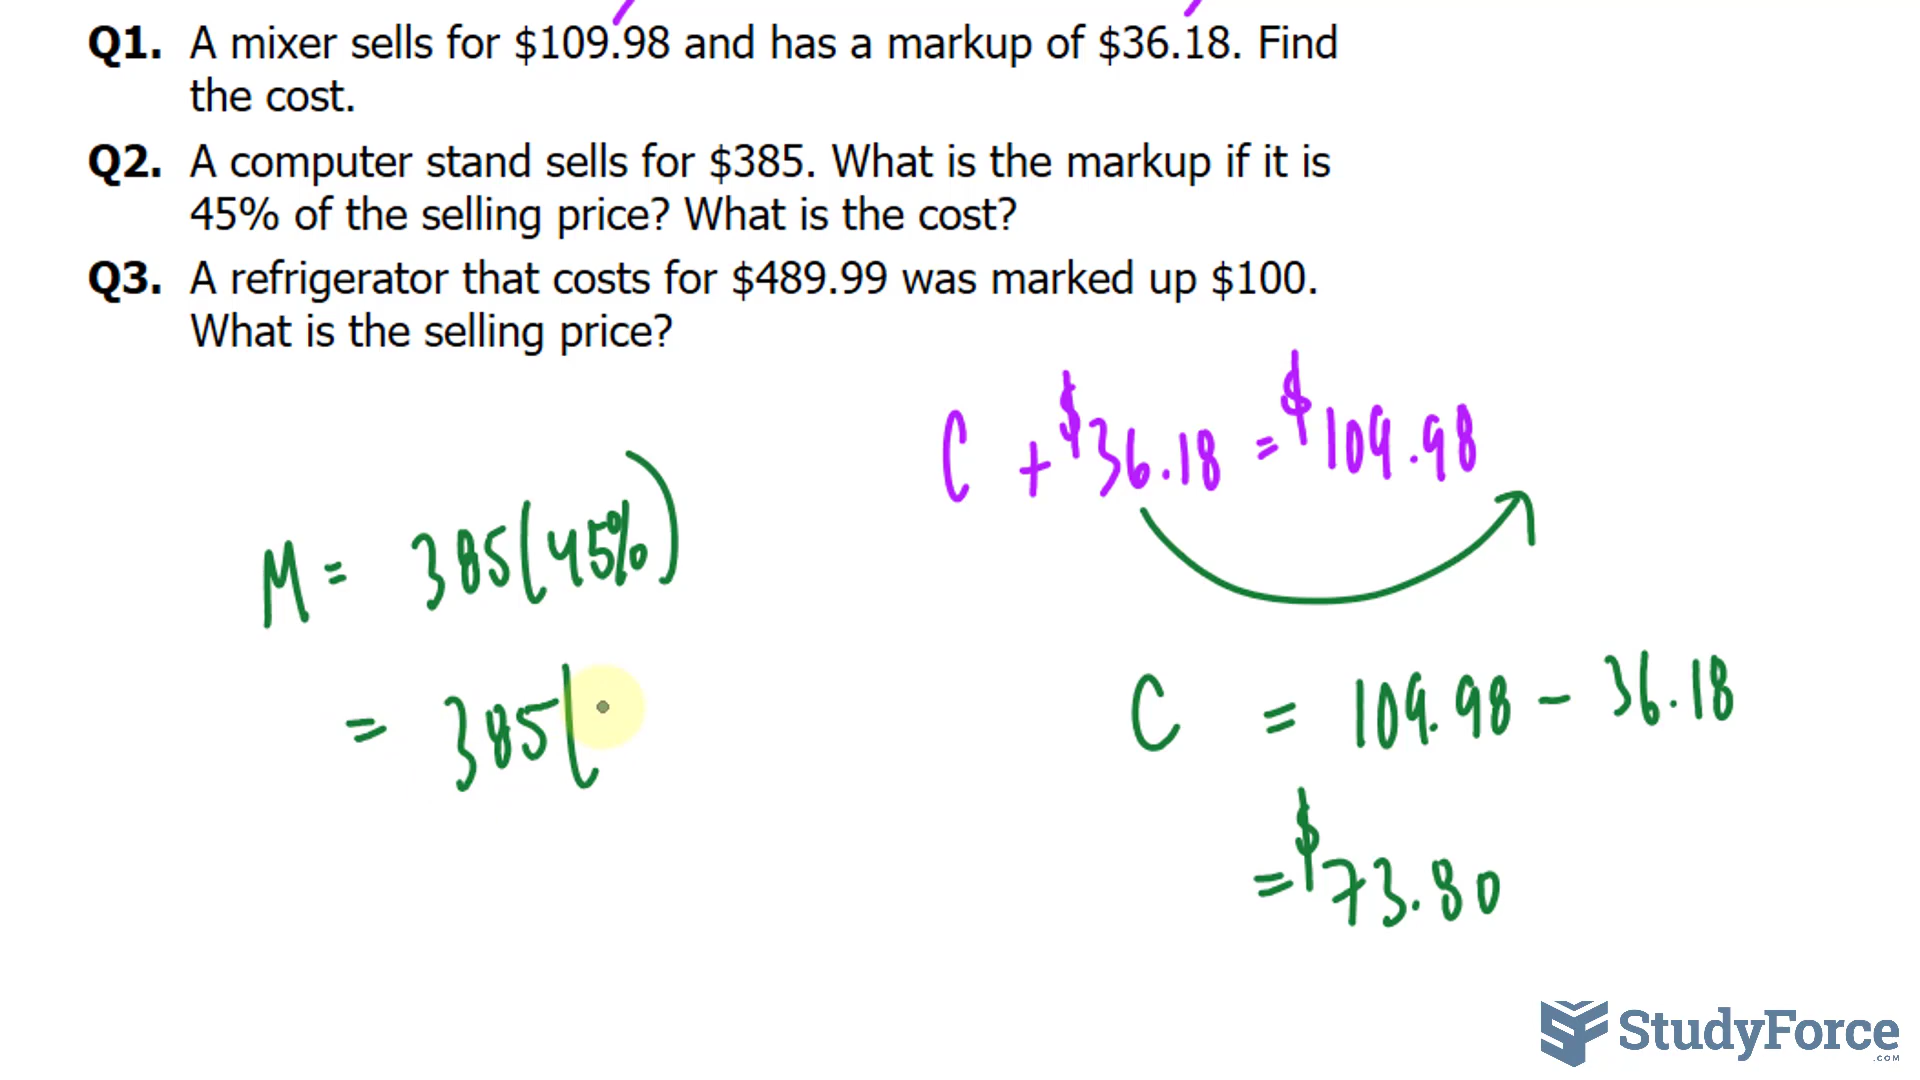 Q1. A mixer sells for $109.98 and has a markup of $36.18. Find
the cost.
Q2. A computer stand sells for $385. What is the markup if it is
45% of the selling price? What is the cost?
Q3. A refrigerator that costs for $489.99 was marked up $100.
What is the selling price?
C + $36.18 = $109.98
M = 385(45%)
= 385(
C = 109.98 - 36.18
= $73.80
StudyForce
.COM